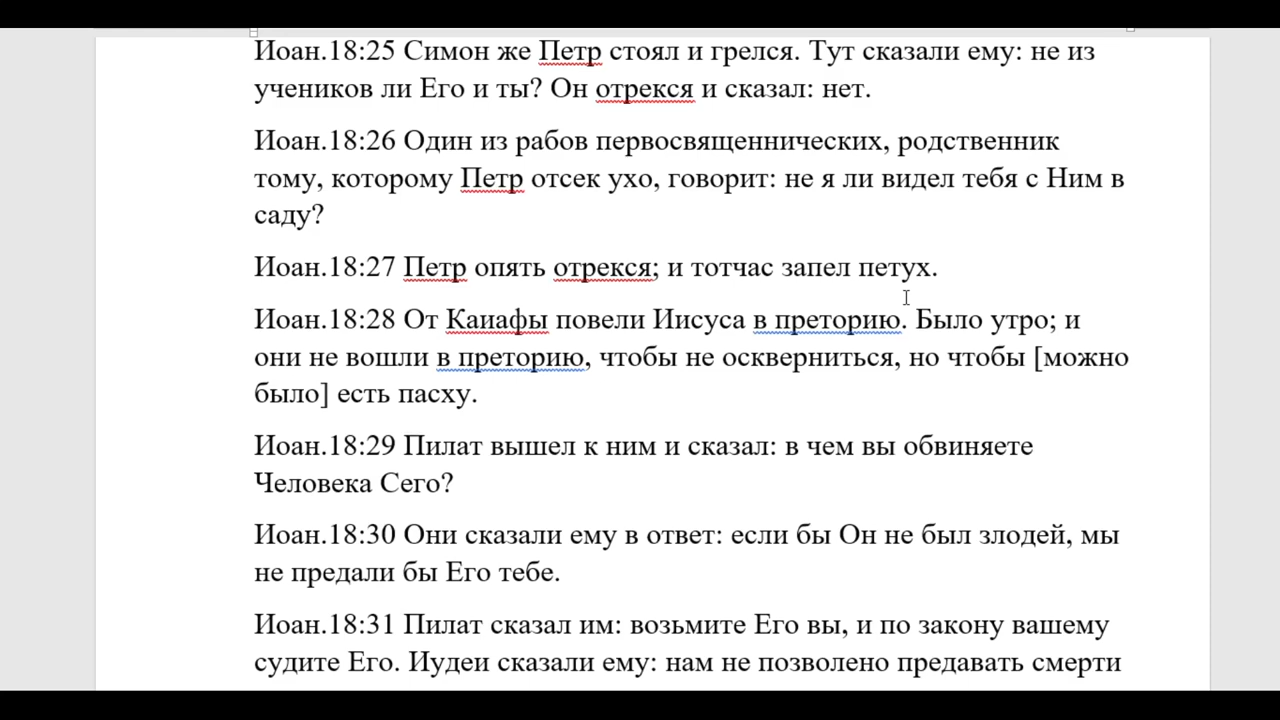 Иоан.18:25 Симон же Петр стоял и грелся. Тут сказали ему: не из
учеников ли Его и ты? Он отрекся и сказал: нет.
Иоан.18:26 Один из рабов первосвященнических, родственник
тому, которому Петр отсек ухо, говорит: не я ли видел тебя с Ним в
саду?
Иоан.18:27 Петр опять отрекся; и тотчас запел петух.
Иоан.18:28 От Каиафы повели Иисуса в преторию. Было утро; и
они не вошли в преторию, чтобы не оскверниться, но чтобы [можно
было] есть пасху.
Иоан.18:29 Пилат вышел к ним и сказал: в чем вы обвиняете
Человека Сего?
Иоан.18:30 Они сказали ему в ответ: если бы Он не был злодей, мы
не предали бы Его тебе.
Иоан.18:31 Пилат сказал им: возьмите Его вы, и по закону вашему
судите Его. Иудеи сказали ему: нам не позволено предавать смерти